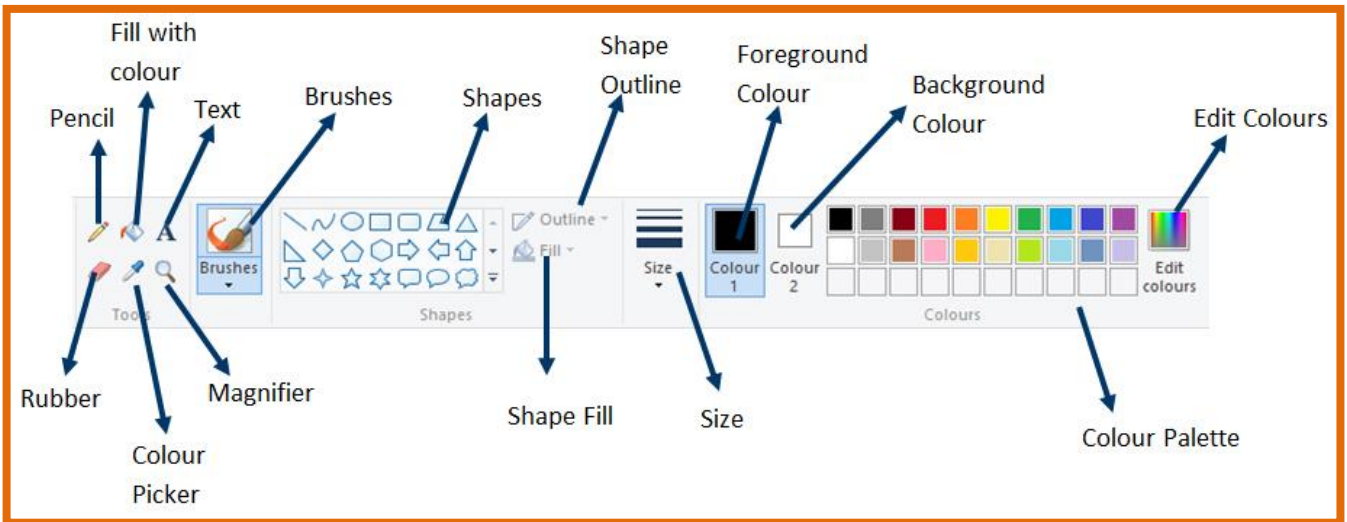 Fill with
colour
Pencil
Text
Brushes
Shapes
Shape
Outline
Foreground
Colour
Background
Colour
Edit Colours
A
Outline
Fill
Brushes
Size
Colour
1
Colour
2
Edit
colours
Tools
Shapes
Colours
Rubber
Colour
Picker
Magnifier
Shape Fill
Size
Colour Palette